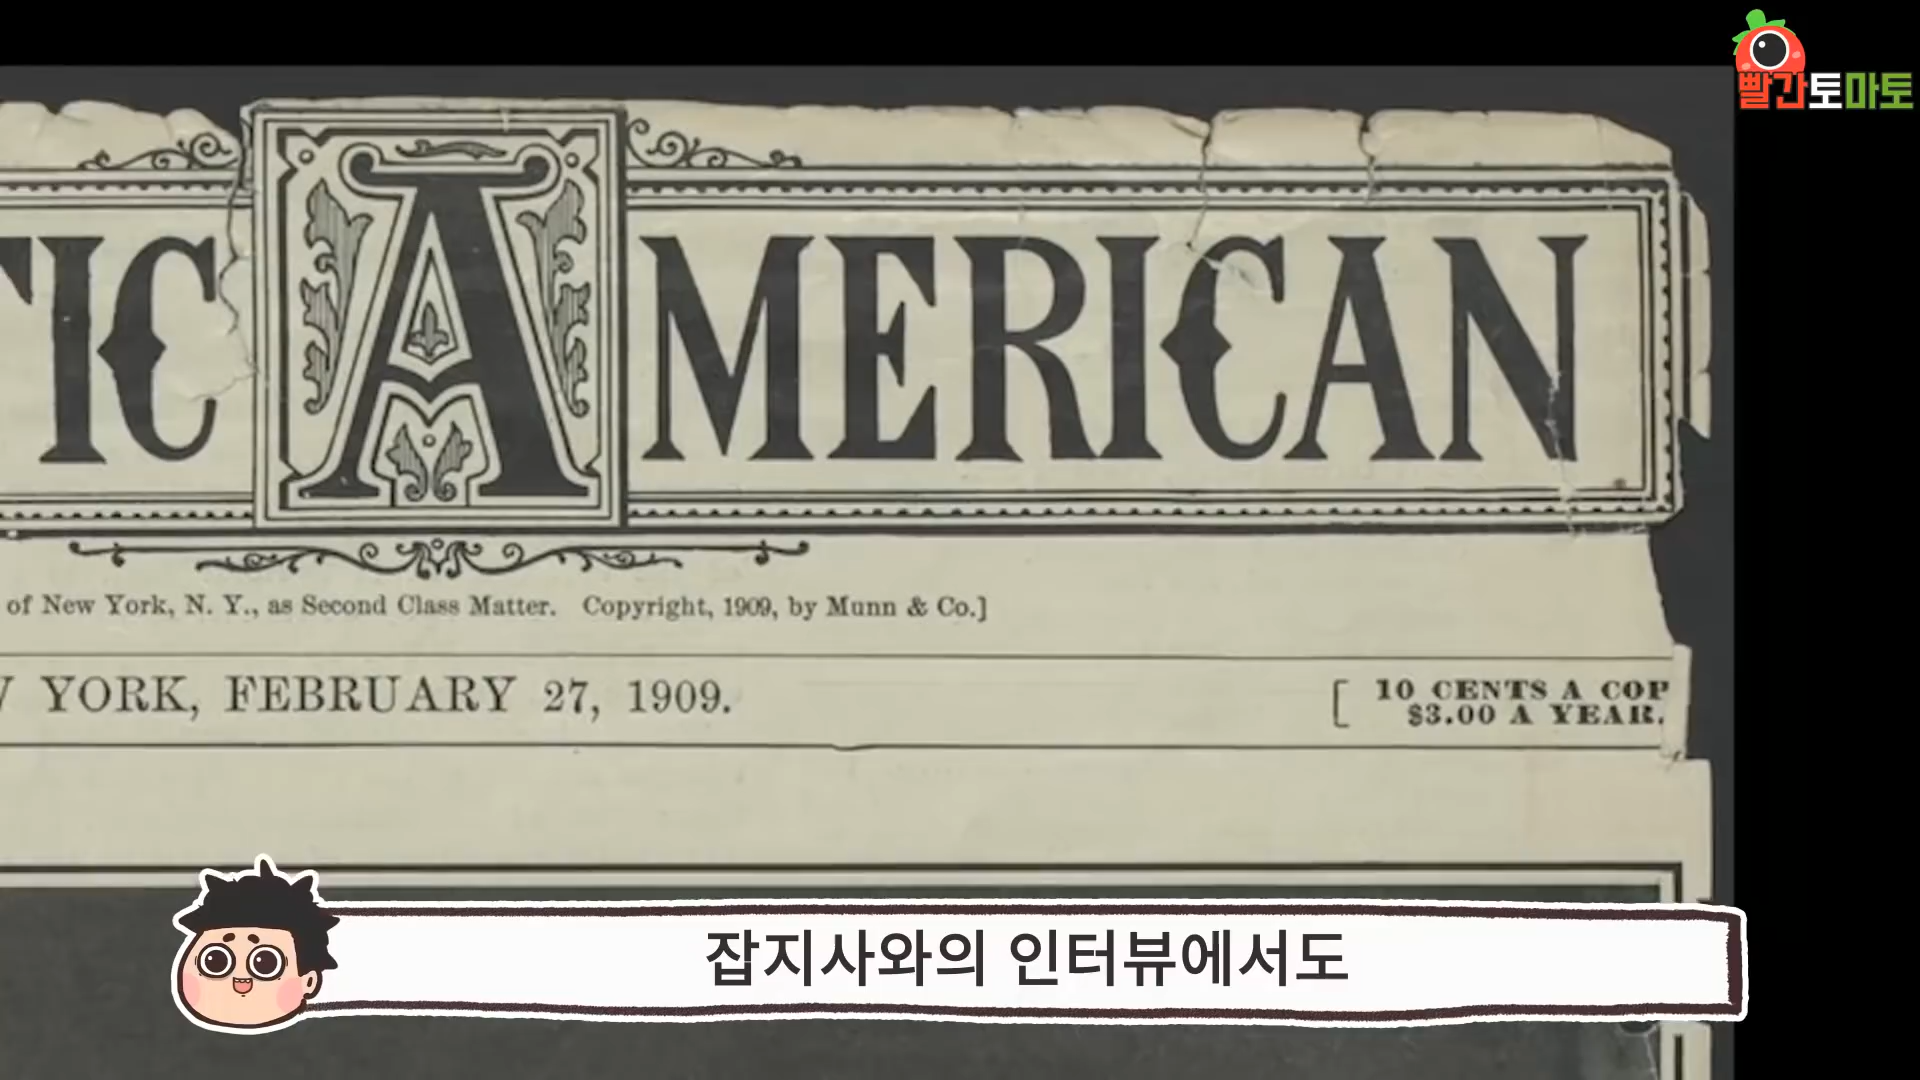 빨간토마토
TIC AMERICAN
of New York, N. Y., as Second Class Matter. Copyright, 1909, by Munn & Co.]
YORK, FEBRUARY 27, 1909.
[ 10 CENTS A COP
$3.00 A YEAR.
잡지사와의 인터뷰에서도